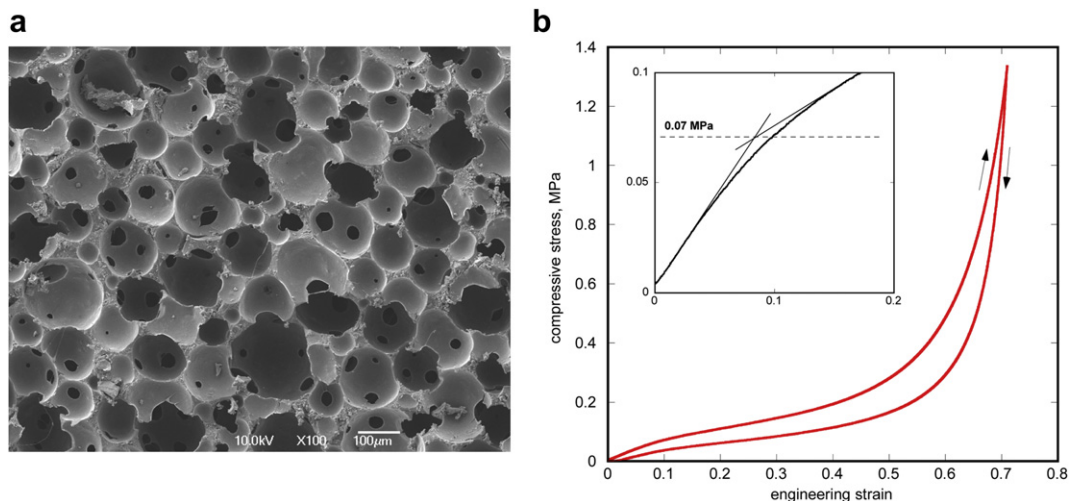 a
b
10.0kV X100 100μm
compressive stress, MPa
1.4
1.2
1
0.8
0.6
0.4
0.2
0
0.1
0.05
0
0.07 MPa
0 0.1 0.2
0 0.1 0.2 0.3 0.4 0.5 0.6 0.7 0.8
engineering strain